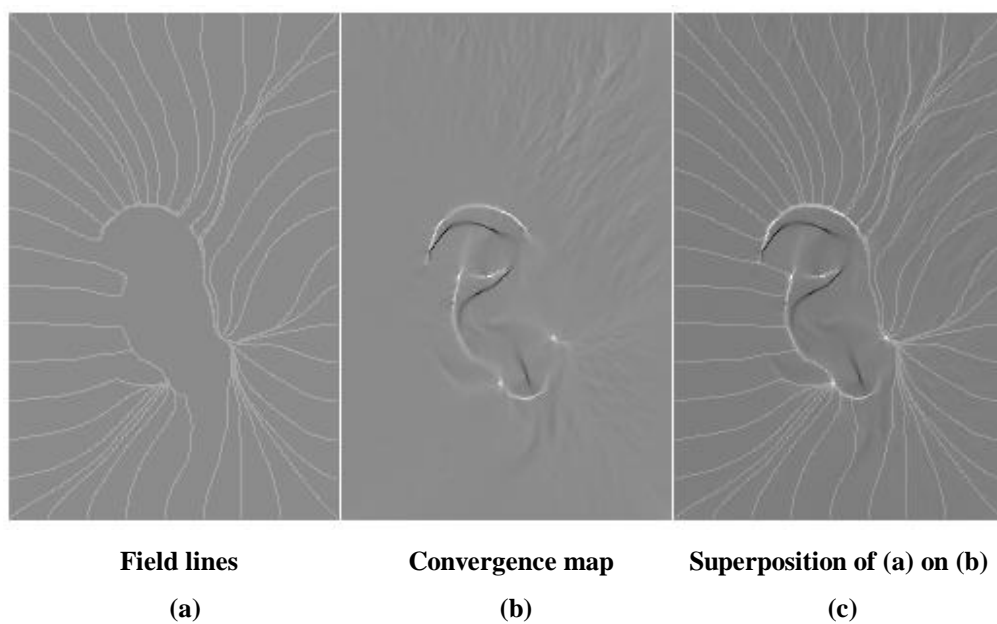 Field lines
Convergence map
Superposition of (a) on (b)
(a)
(b)
(c)